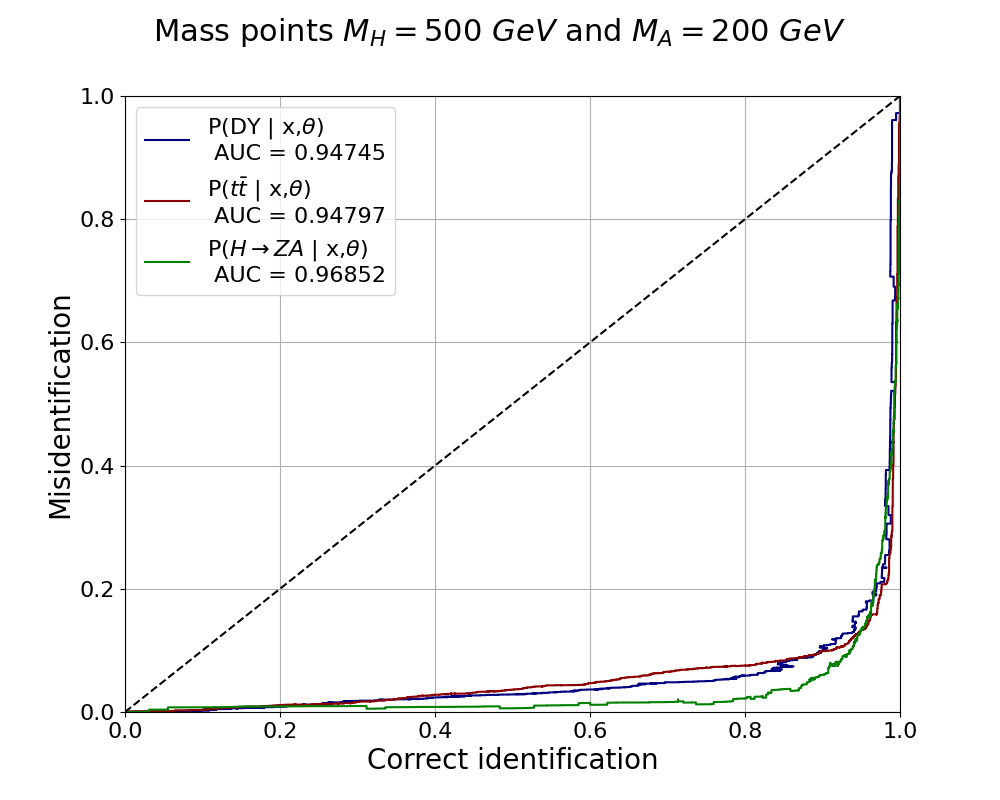 Mass points M_H = 500 GeV and M_A = 200 GeV
P(DY | x,θ)
AUC = 0.94745
P(tt̄ | x,θ)
AUC = 0.94797
P(H→ZA | x,θ)
AUC = 0.96852
Misidentification
1.0
0.8
0.6
0.4
0.2
0.0
0.0 0.2 0.4 0.6 0.8 1.0
Correct identification